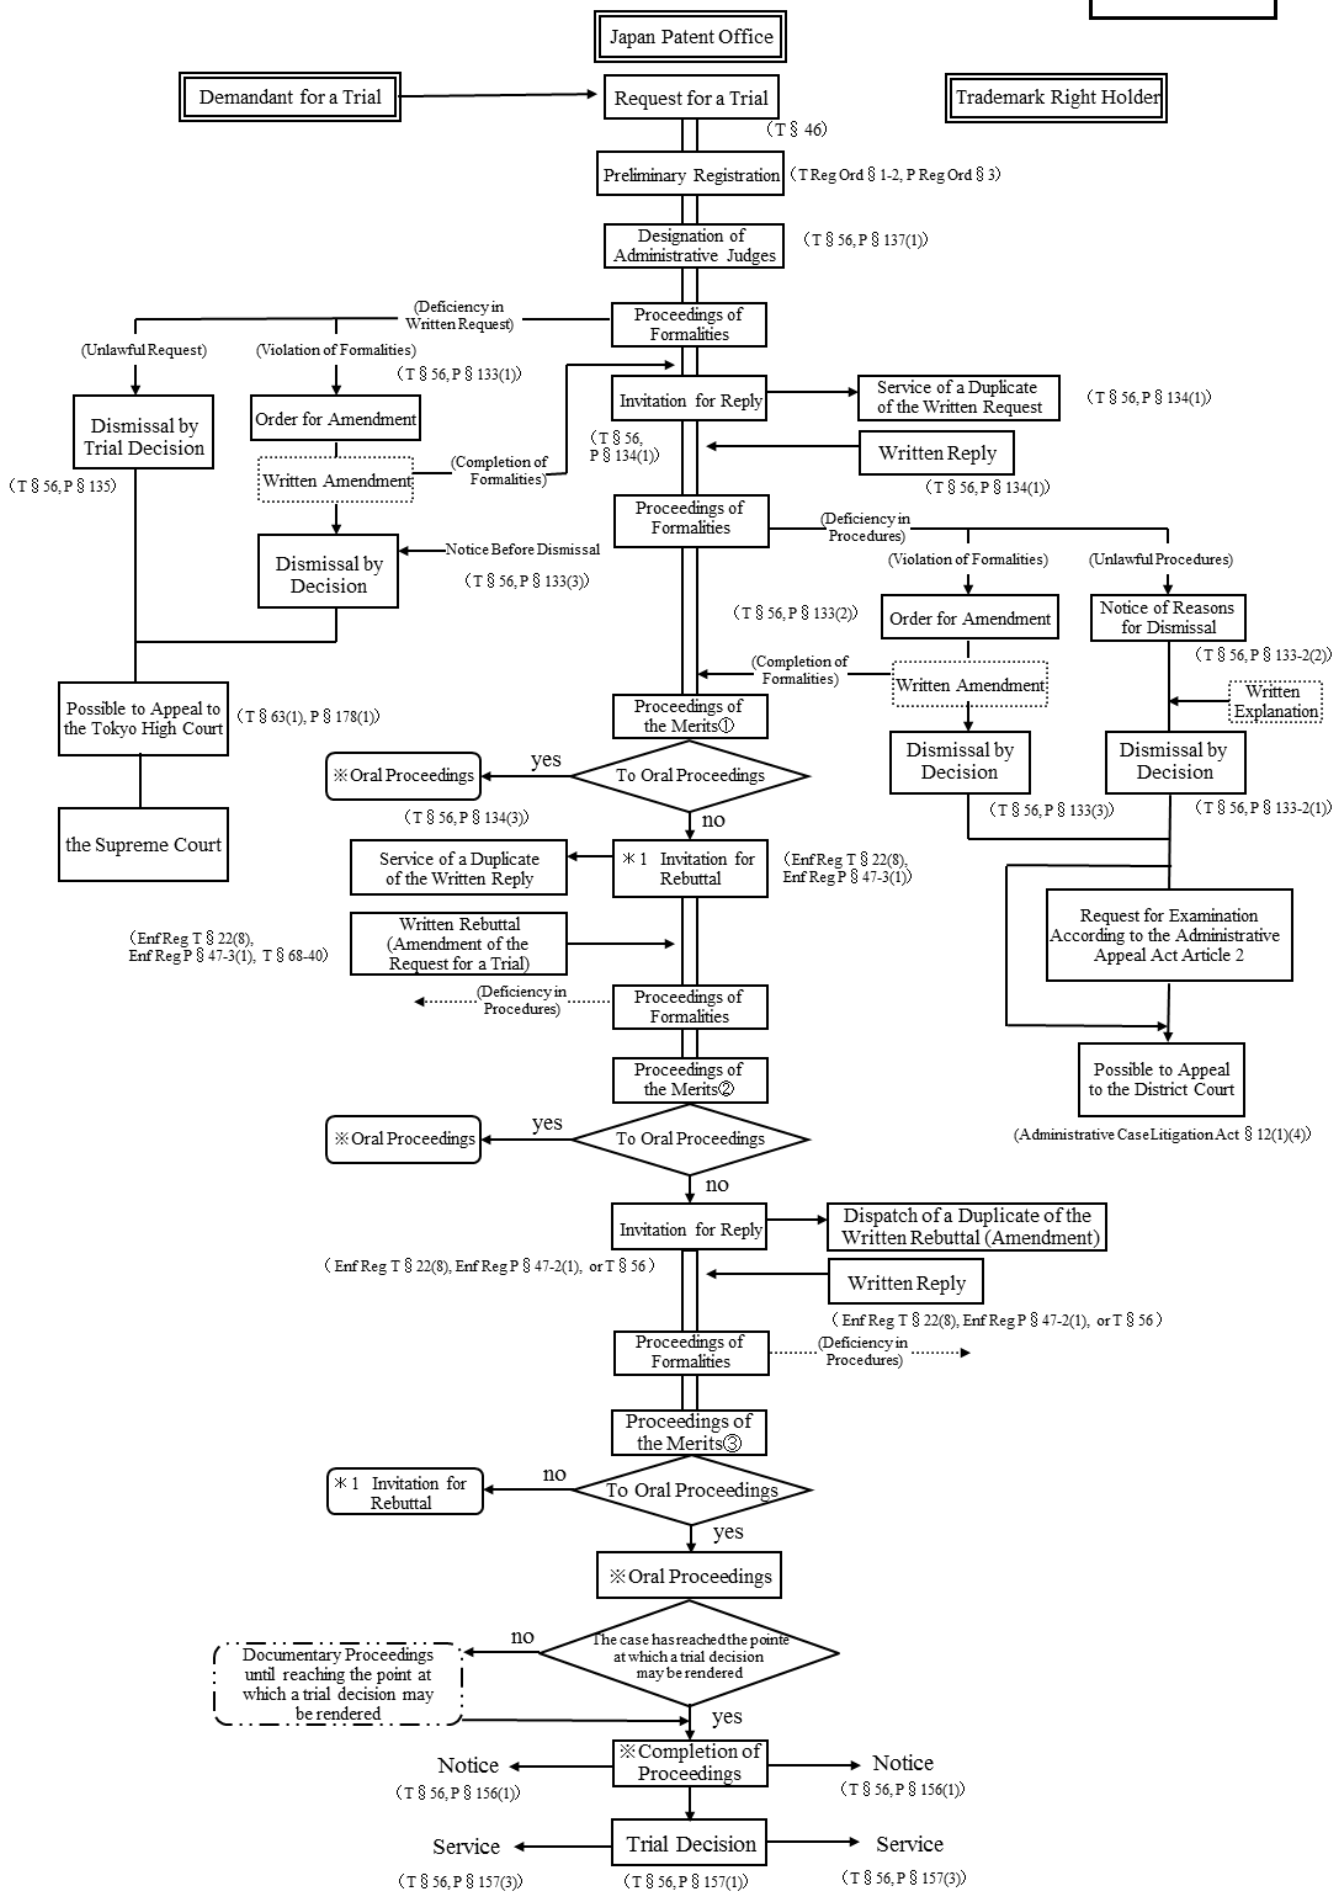 Japan Patent Office
Demandant for a Trial
Request for a Trial
Trademark Right Holder
（T§46）
Preliminary Registration
（T Reg Ord§1-2, P Reg Ord§3）
Designation of
Administrative Judges
（T§56, P§137(1)）
(Deficiency in
Written Request)
Proceedings of
Formalities
(Unlawful Request)
(Violation of Formalities)
（T§56, P§133(1)）
Dismissal by
Trial Decision
Order for Amendment
Invitation for Reply
Service of a Duplicate
of the Written Request
（T§56, P§134(1)）
（T§56,
P§134(1)）
Written Reply
（T§56, P§134(1)）
（T§56, P§135）
Written Amendment
(Completion of
Formalities)
Proceedings of
Formalities
(Deficiency in
Procedures)
Dismissal by
Decision
Notice Before Dismissal
（T§56, P§133(3)）
(Violation of Formalities)
(Unlawful Procedures)
（T§56, P§133(2)）
Order for Amendment
Notice of Reasons
for Dismissal
（T§56, P§133-2(2)）
(Completion of
Formalities)
Written Amendment
Written
Explanation
Possible to Appeal to
the Tokyo High Court
（T§63(1), P§178(1)）
Proceedings of
the Merits①
Dismissal by
Decision
Dismissal by
Decision
※Oral Proceedings
yes
To Oral Proceedings
（T§56, P§134(3)）
no
（T§56, P§133(3)）
（T§56, P§133-2(1)）
the Supreme Court
Service of a Duplicate
of the Written Reply
＊1 Invitation for
Rebuttal
（Enf Reg T§22(8),
Enf Reg P§47-3(1)）
（Enf Reg T§22(8),
Enf Reg P§47-3(1), T§68-40）
Written Rebuttal
(Amendment of the
Request for a Trial)
Request for Examination
According to the Administrative
Appeal Act Article 2
(Deficiency in
Procedures)
Proceedings of
Formalities
Proceedings of
the Merits②
Possible to Appeal
to the District Court
(Administrative Case Litigation Act§12(1)(4)）
※Oral Proceedings
yes
To Oral Proceedings
no
Invitation for Reply
Dispatch of a Duplicate of the
Written Rebuttal (Amendment)
（Enf Reg T§22(8), Enf Reg P§47-2(1), or T§56）
Written Reply
（Enf Reg T§22(8), Enf Reg P§47-2(1), or T§56）
Proceedings of
Formalities
(Deficiency in
Procedures)
Proceedings of
the Merits③
＊1 Invitation for
Rebuttal
no
To Oral Proceedings
yes
※Oral Proceedings
no
The case has reached the pointe
at which a trial decision
may be rendered
Documentary Proceedings
until reaching the point at
which a trial decision may
be rendered
yes
Notice
※Completion of
Proceedings
Notice
（T§56, P§156(1)）
（T§56, P§156(1)）
Service
Trial Decision
Service
（T§56, P§157(3)）
（T§56, P§157(1)）
（T§56, P§157(3)）